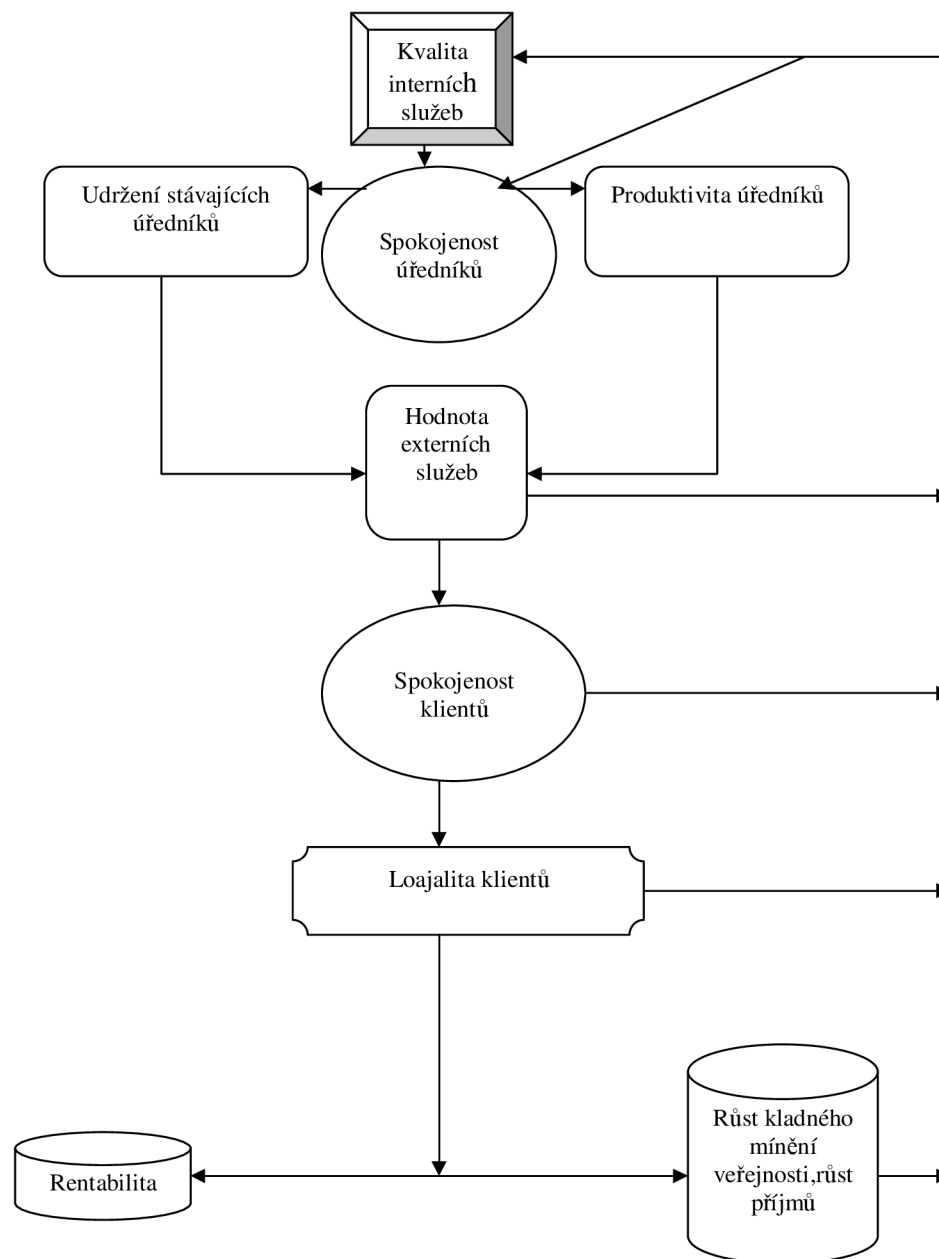 Kvalita
interních
služeb
Udržení stávajících
úředníků
Spokojenost
úředníků
Produktivita úředníků
Hodnota
externích
služeb
Spokojenost
klientů
Loajalita klientů
Rentabilita
Růst kladného
mínění
veřejnosti,růst
příjmů